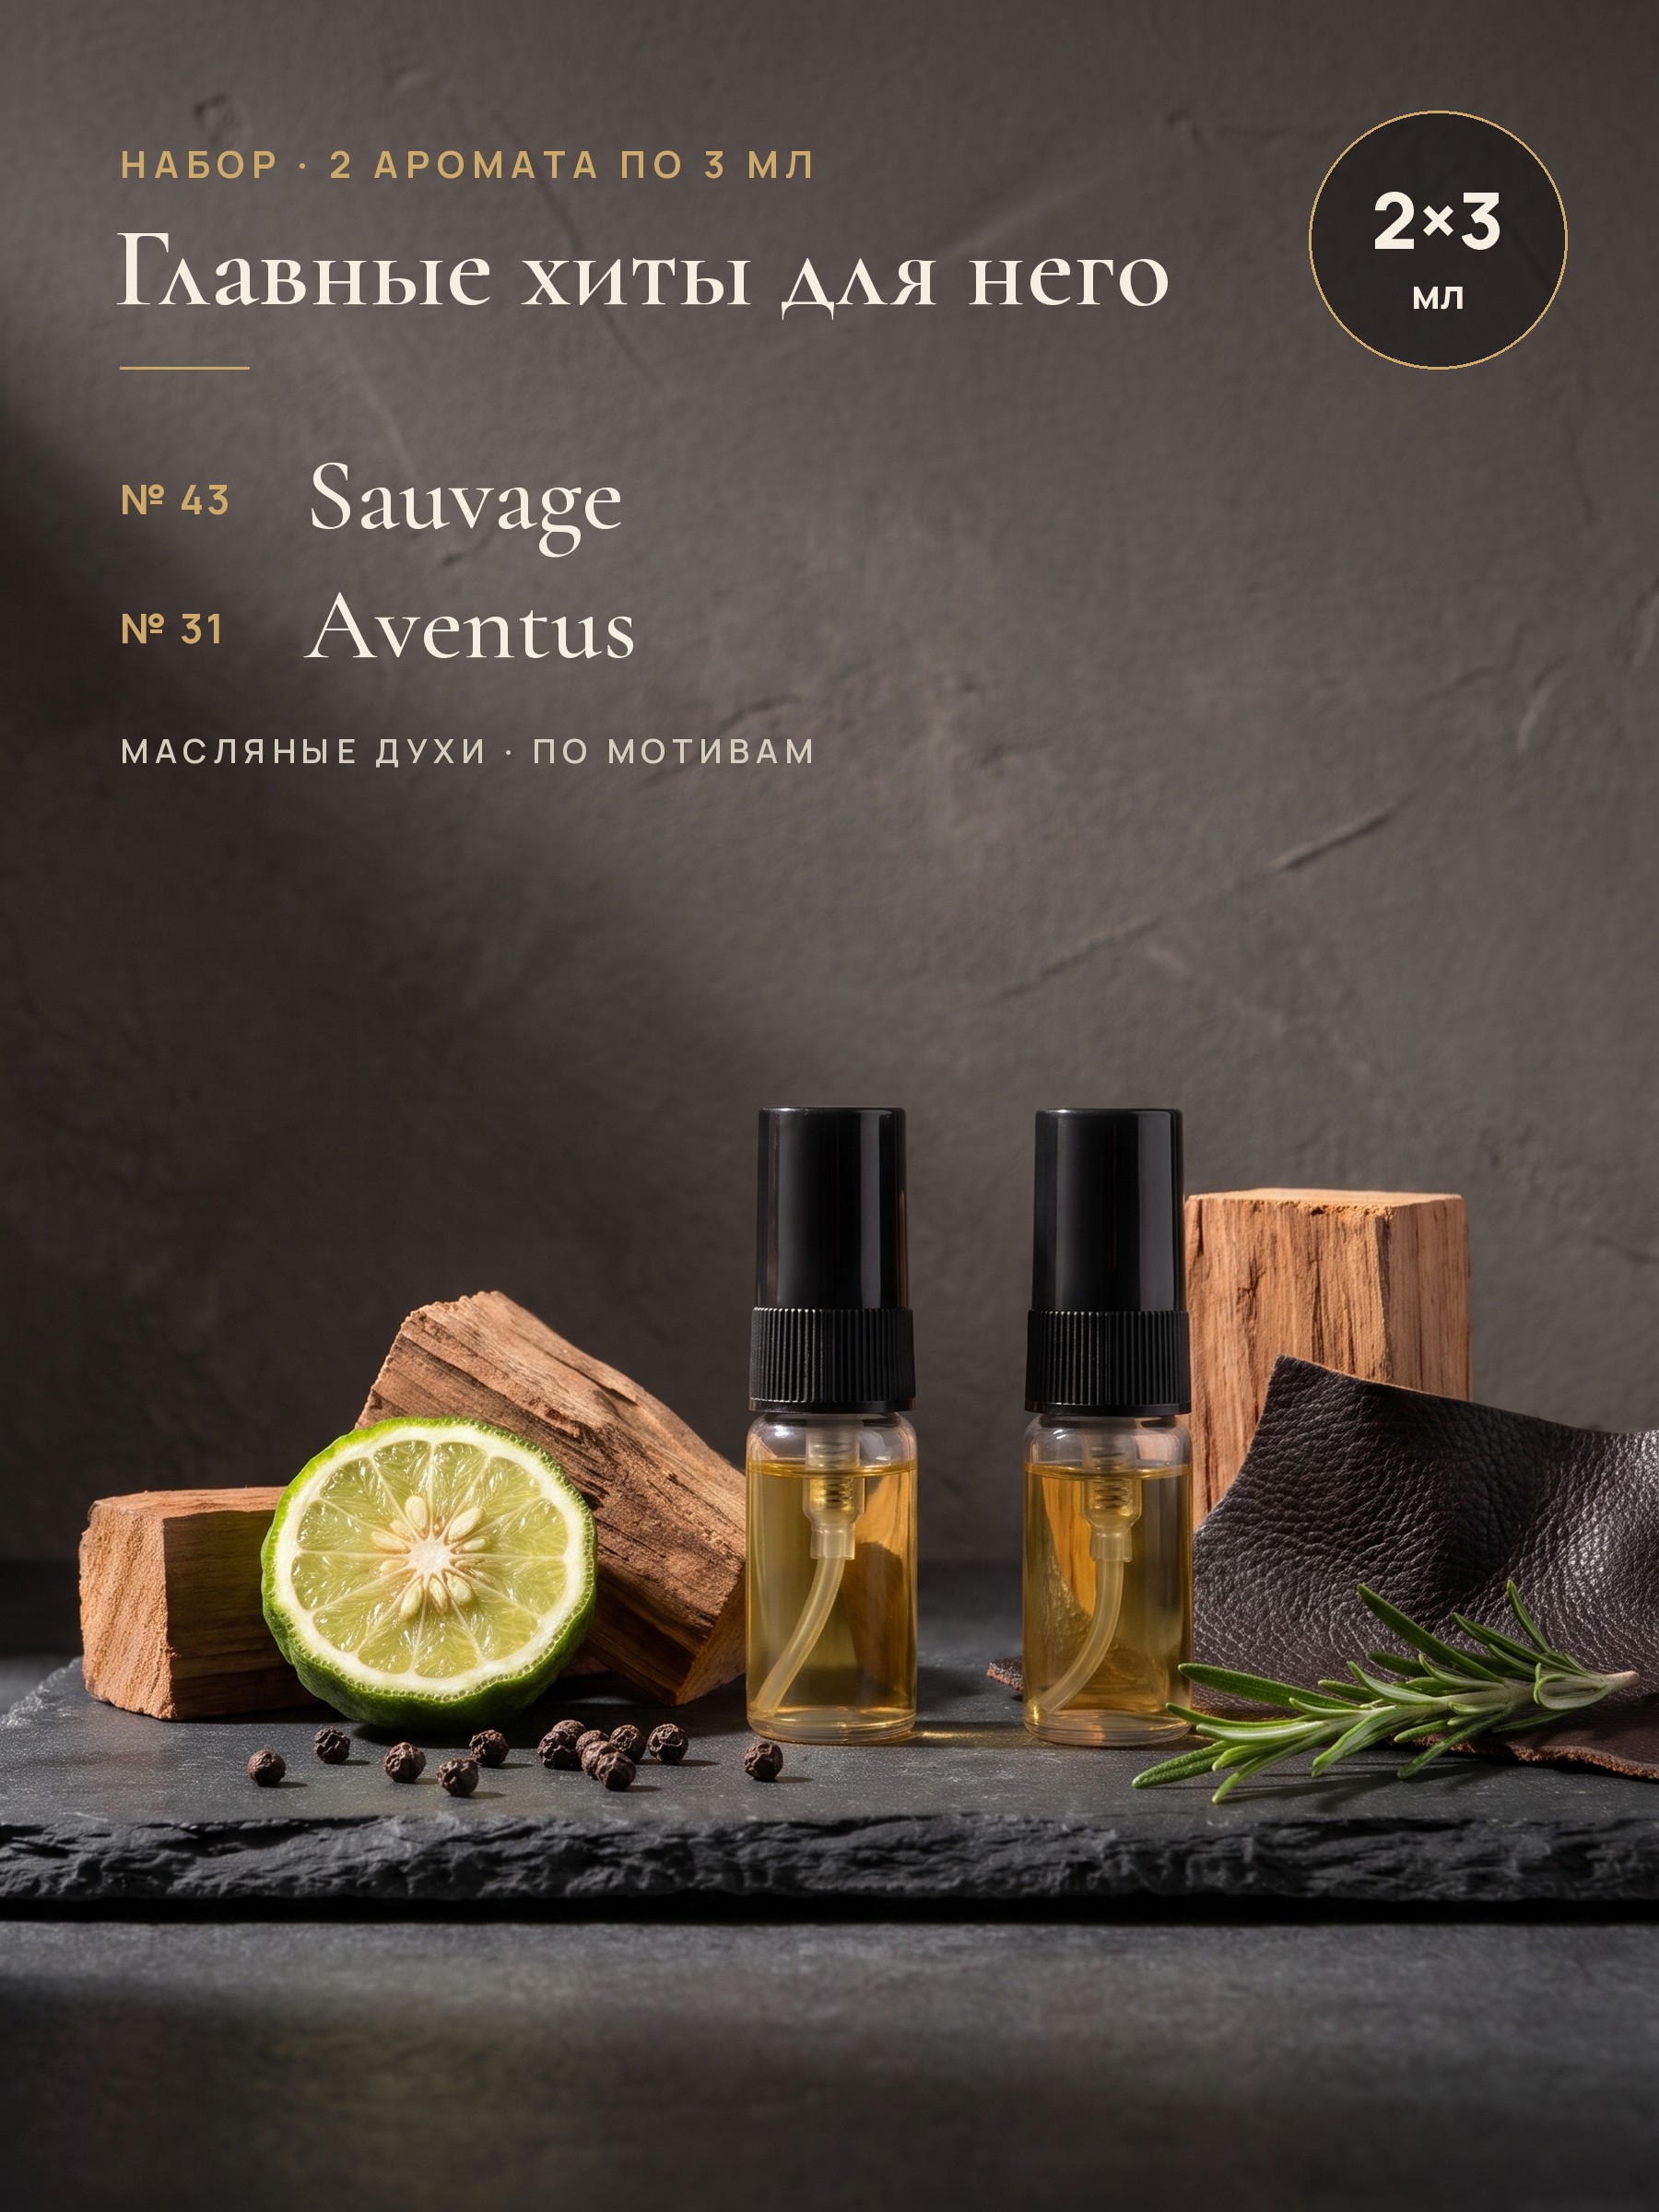 НАБОР · 2 АРОМАТА ПО 3 МЛ
Главные хиты для него
2×3
мл
№ 43 Sauvage
№ 31 Aventus
МАСЛЯНЫЕ ДУХИ · ПО МОТИВАМ